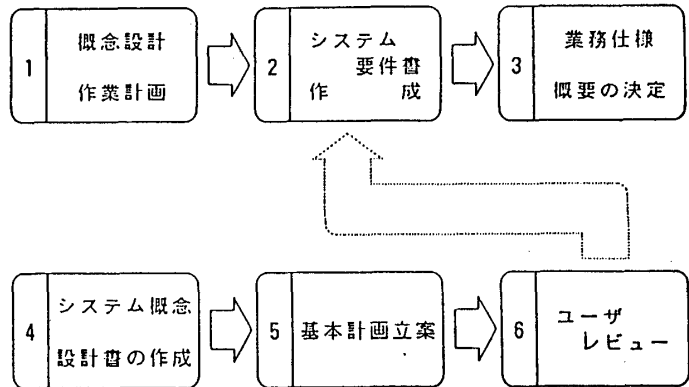 1
概念設計
作業計画
2
システム
要件書
作 成
3
業務仕様
概要の決定
4
システム概念
設計書の作成
5
基本計画立案
6
ユーザ
レビュー